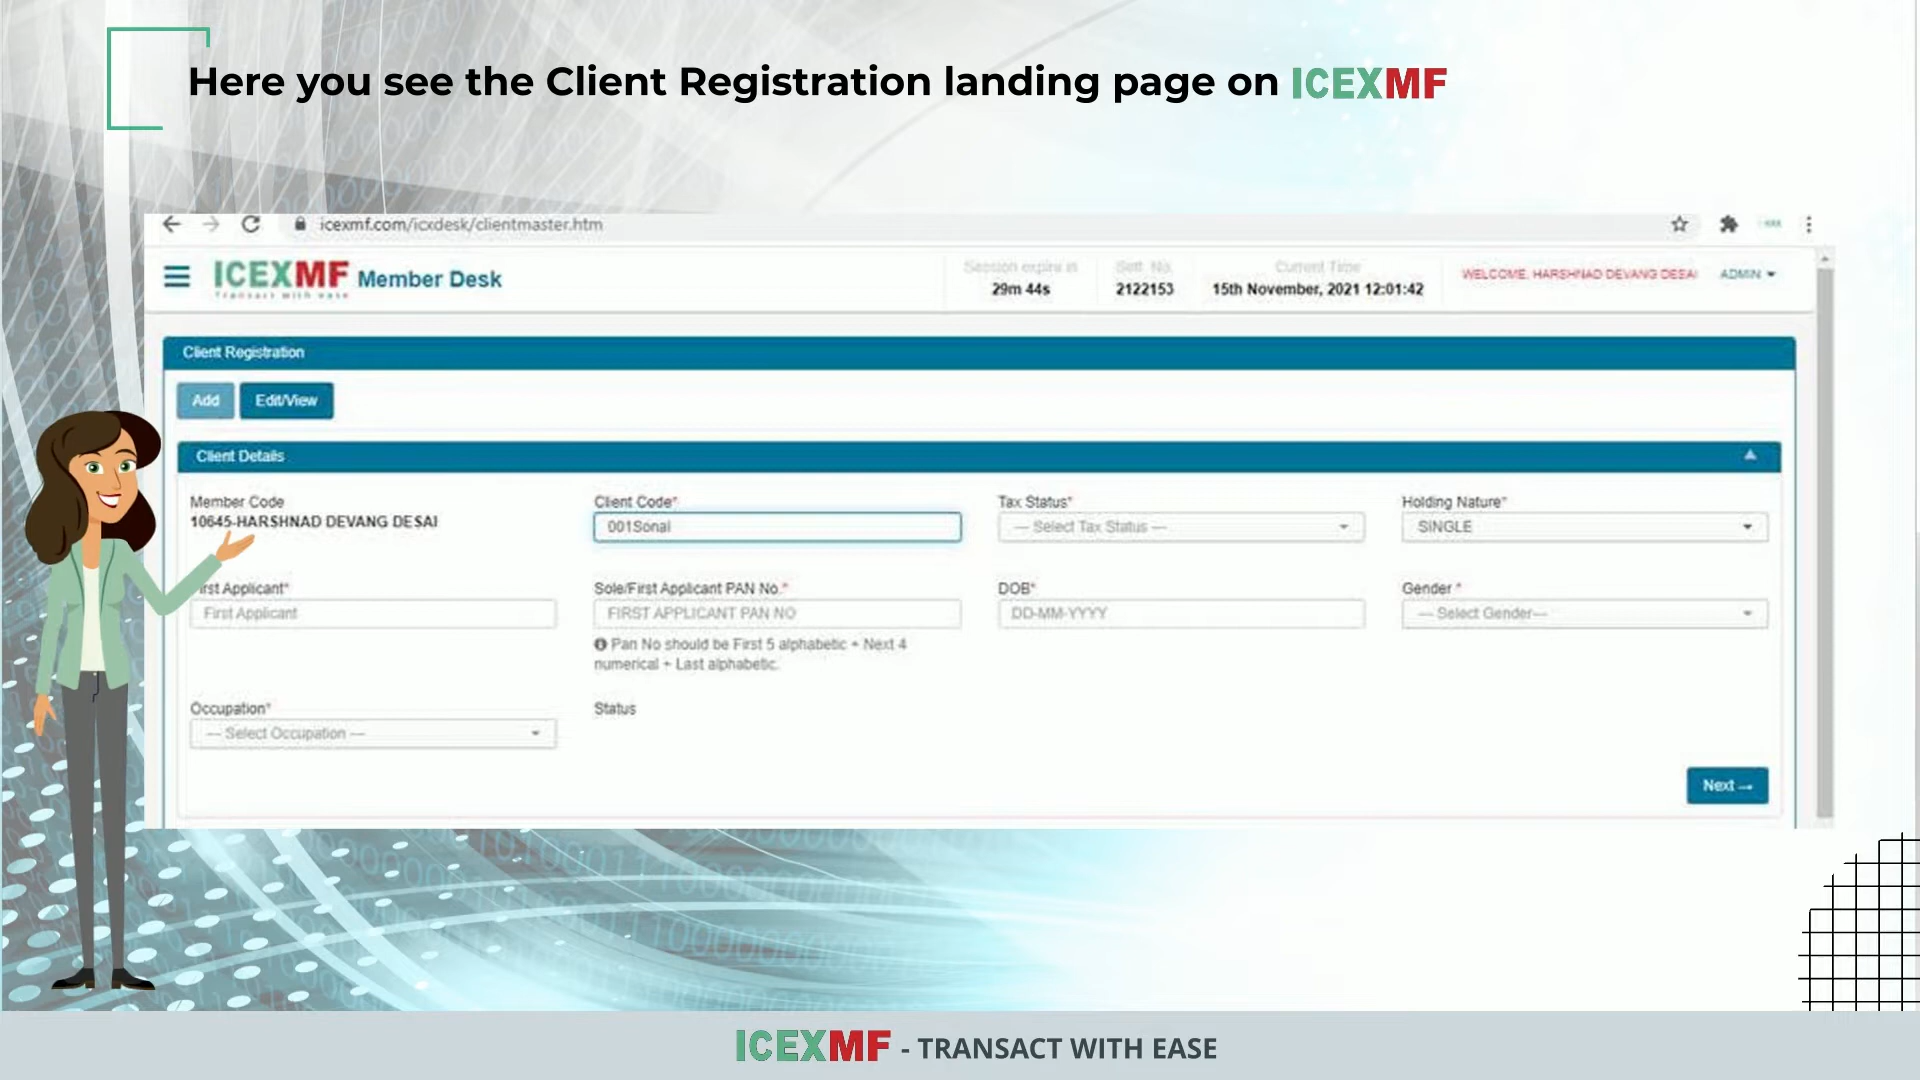 Here you see the Client Registration landing page on ICEXMF
icexmf.com/icxdesk/clientmaster.htm
ICEXMF Member Desk
Transact with ease
Session expire in
29m 44s
Sett. No.
2122153
Current Time
15th November, 2021 12:01:42
WELCOME, HARSHNAD DEVANG DESAI
ADMIN
Client Registration
Add
Edit/View
Client Details
Member Code
10645-HARSHNAD DEVANG DESAI
Client Code*
001Sonal
Tax Status*
--- Select Tax Status ---
Holding Nature*
SINGLE
irst Applicant*
First Applicant
Sole/First Applicant PAN No.*
FIRST APPLICANT PAN NO
Pan No should be First 5 alphabetic + Next 4
numerical + Last alphabetic.
DOB*
DD-MM-YYYY
Gender *
--- Select Gender---
Occupation*
--- Select Occupation ---
Status
Next →
ICEXMF - TRANSACT WITH EASE